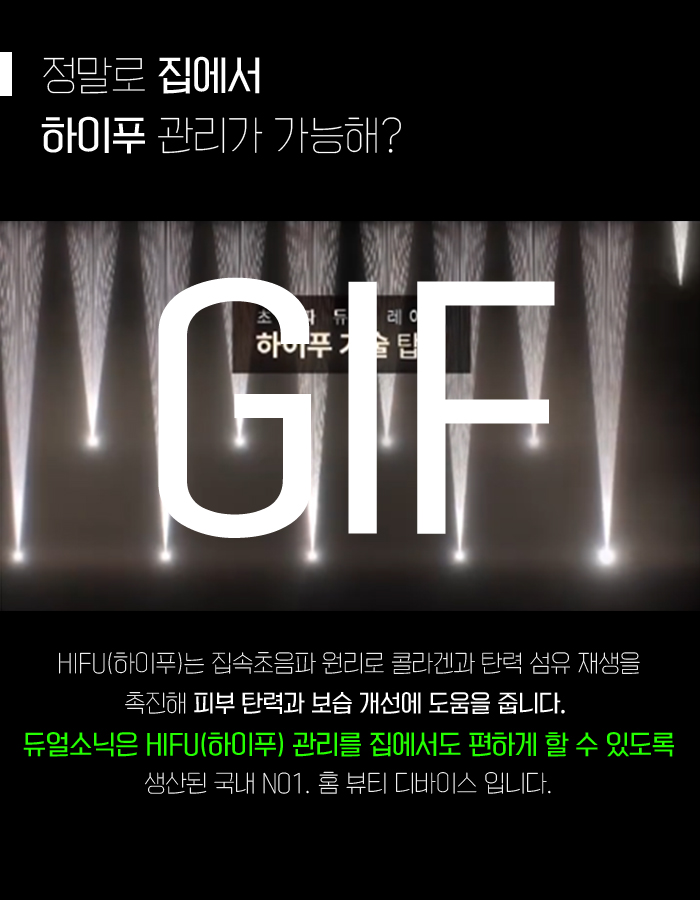 정말로 집에서
하이푸 관리가 가능해?
GIF
하이푸 탑
HIFU(하이푸)는 집속초음파 원리로 콜라겐과 탄력 섬유 재생을
촉진해 피부 탄력과 보습 개선에 도움을 줍니다.
듀얼소닉은 HIFU(하이푸) 관리를 집에서도 편하게 할 수 있도록
생산된 국내 NO1. 홈 뷰티 디바이스 입니다.